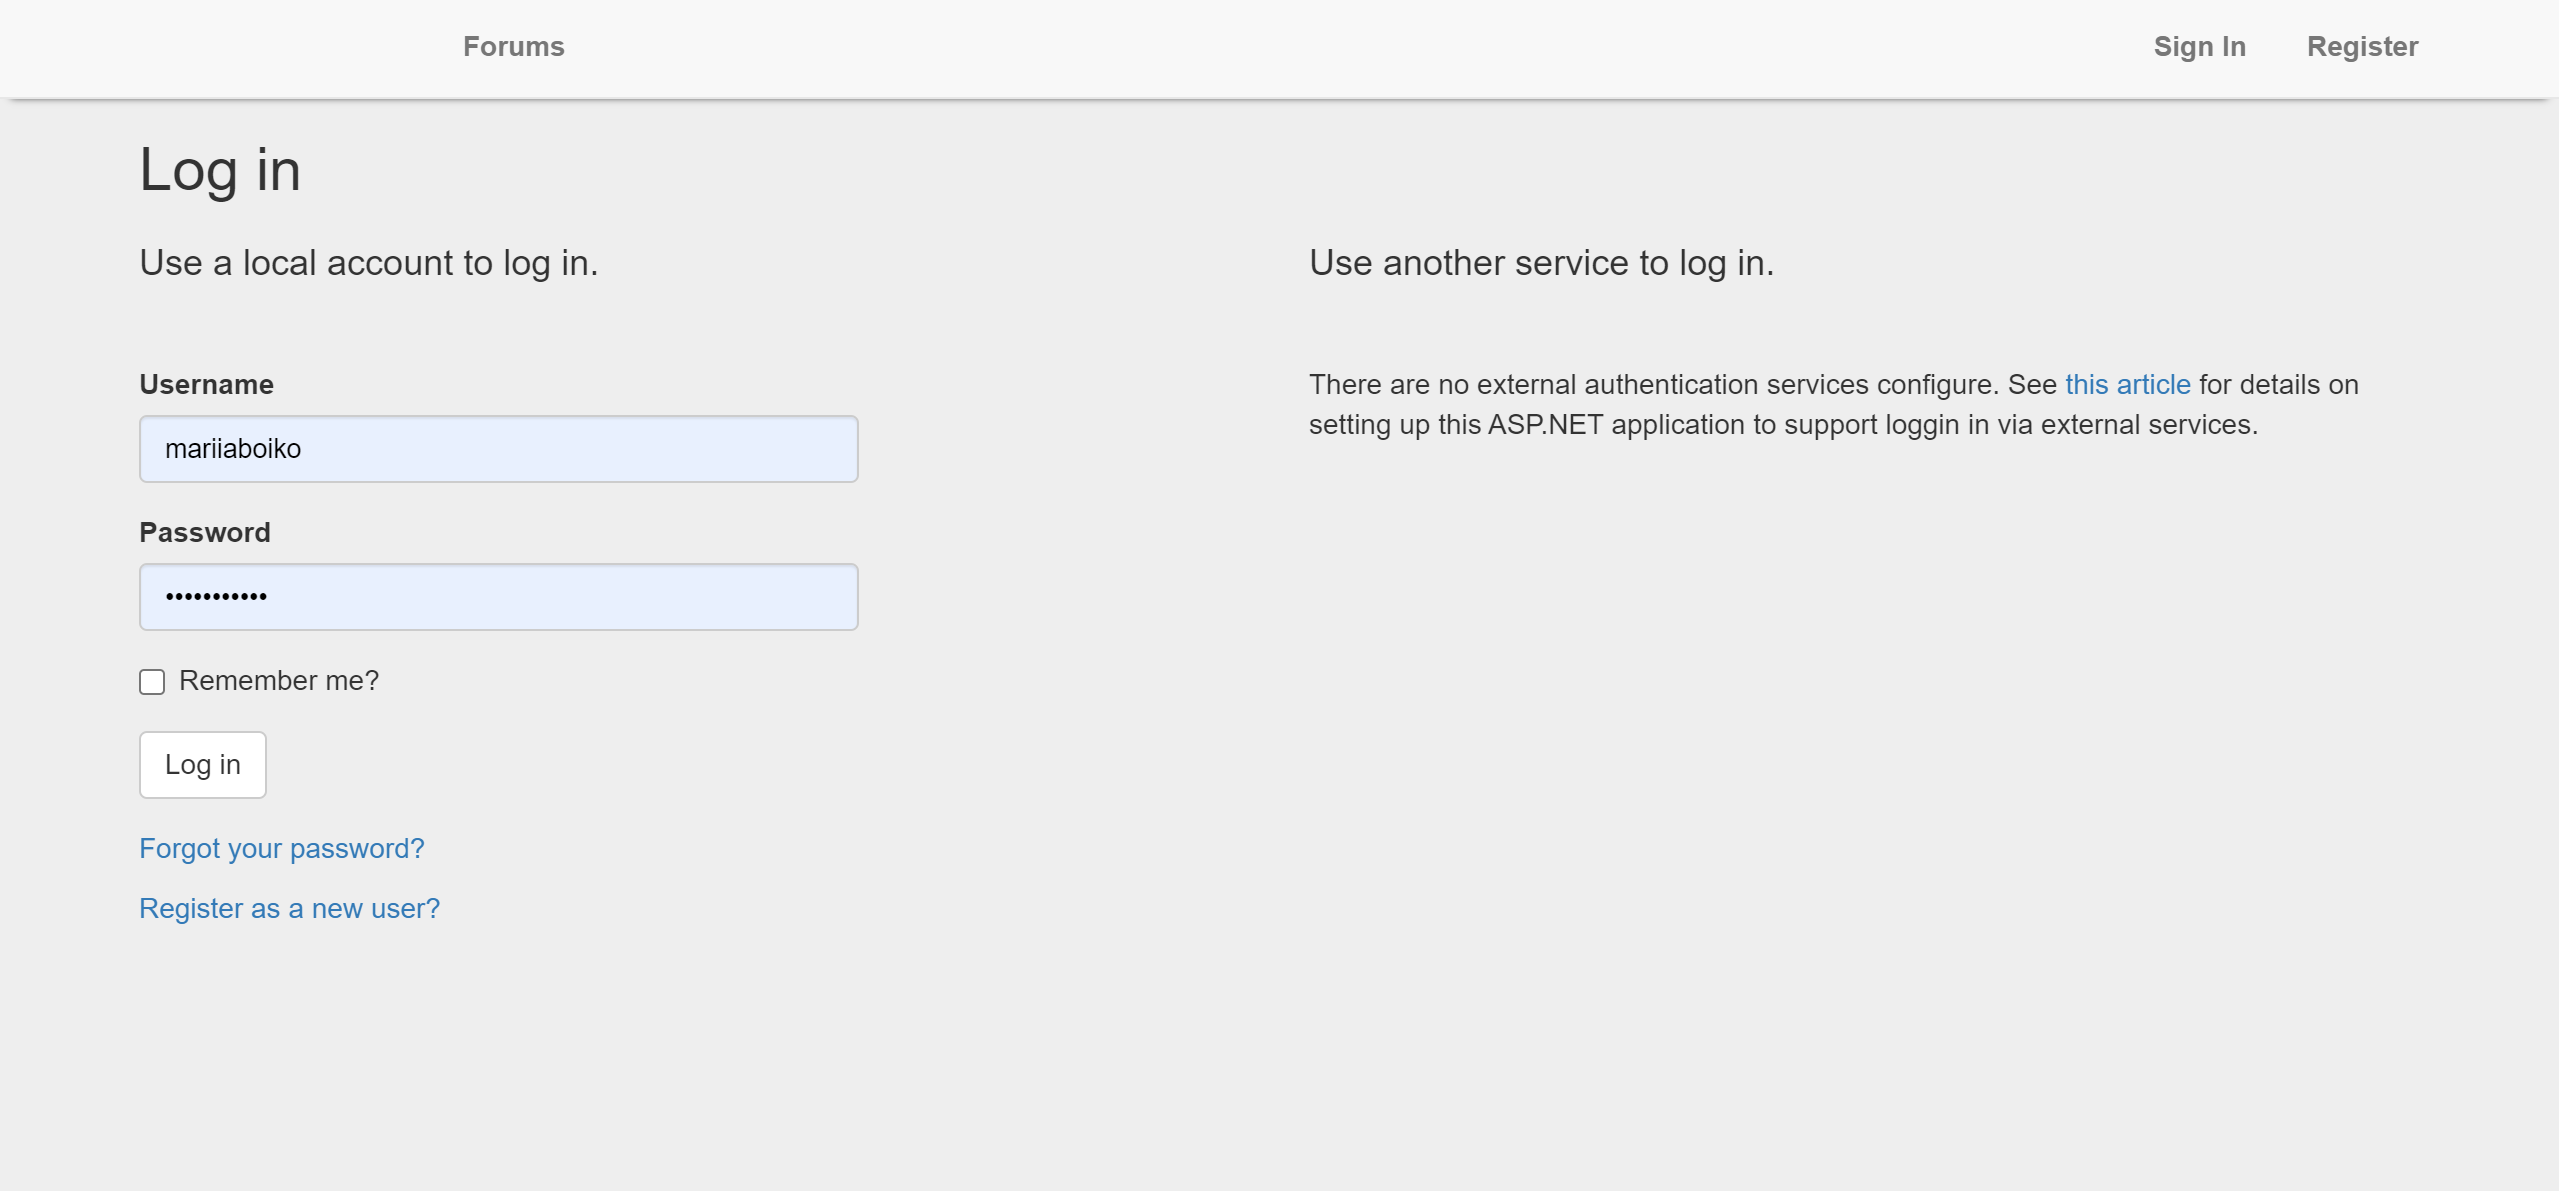 Forums
Sign In
Register
Log in
Use a local account to log in.
Username
mariiaboiko
Password
•••••••••••
Remember me?
Log in
Forgot your password?
Register as a new user?
Use another service to log in.
There are no external authentication services configure. See this article for details on
setting up this ASP.NET application to support loggin in via external services.